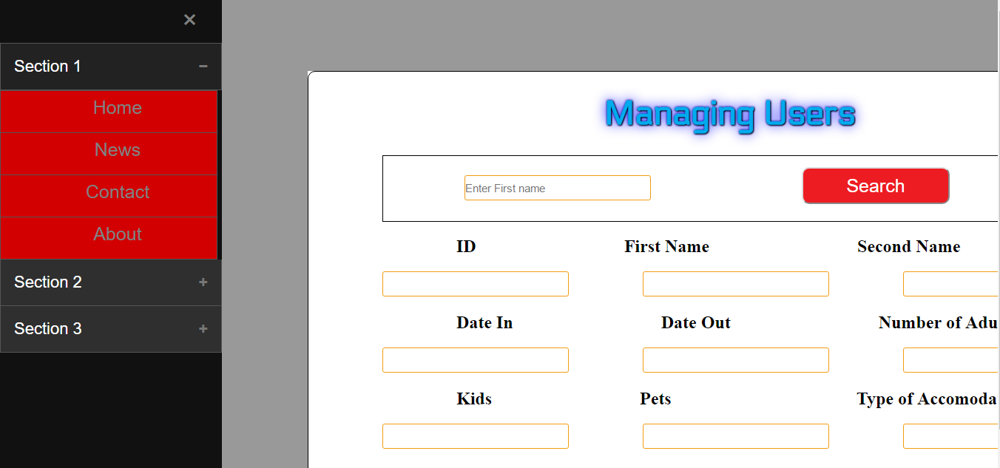 ×
Section 1 −
Home
News
Contact
About
Section 2 +
Section 3 +
Managing Users
Enter First name Search
ID First Name Second Name
Date In Date Out Number of Adu
Kids Pets Type of Accomoda